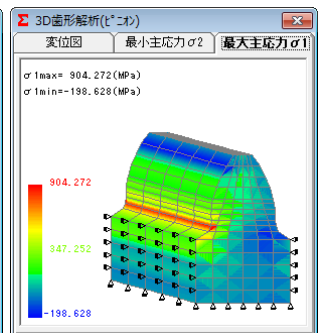 Σ 3D歯形解析(ﾋﾟﾆｵﾝ)
変位図 最小主応力σ2 最大主応力σ1
σ1max= 904.272(MPa)
σ1min=-198.628(MPa)
904.272
347.252
-198.628